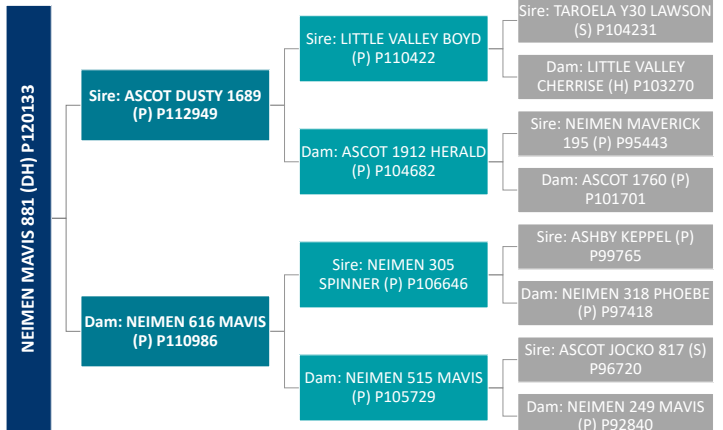 NEIMEN MAVIS 881 (DH) P120133
Sire: ASCOT DUSTY 1689
(P) P112949
Dam: NEIMEN 616 MAVIS
(P) P110986
Sire: LITTLE VALLEY BOYD
(P) P110422
Dam: ASCOT 1912 HERALD
(P) P104682
Sire: NEIMEN 305
SPINNER (P) P106646
Dam: NEIMEN 515 MAVIS
(P) P105729
Sire: TAROELA Y30 LAWSON
(S) P104231
Dam: LITTLE VALLEY
CHERRISE (H) P103270
Sire: NEIMEN MAVERICK
195 (P) P95443
Dam: ASCOT 1760 (P)
P101701
Sire: ASHBY KEPPEL (P)
P99765
Dam: NEIMEN 318 PHOEBE
(P) P97418
Sire: ASCOT JOCKO 817 (S)
P96720
Dam: NEIMEN 249 MAVIS
(P) P92840